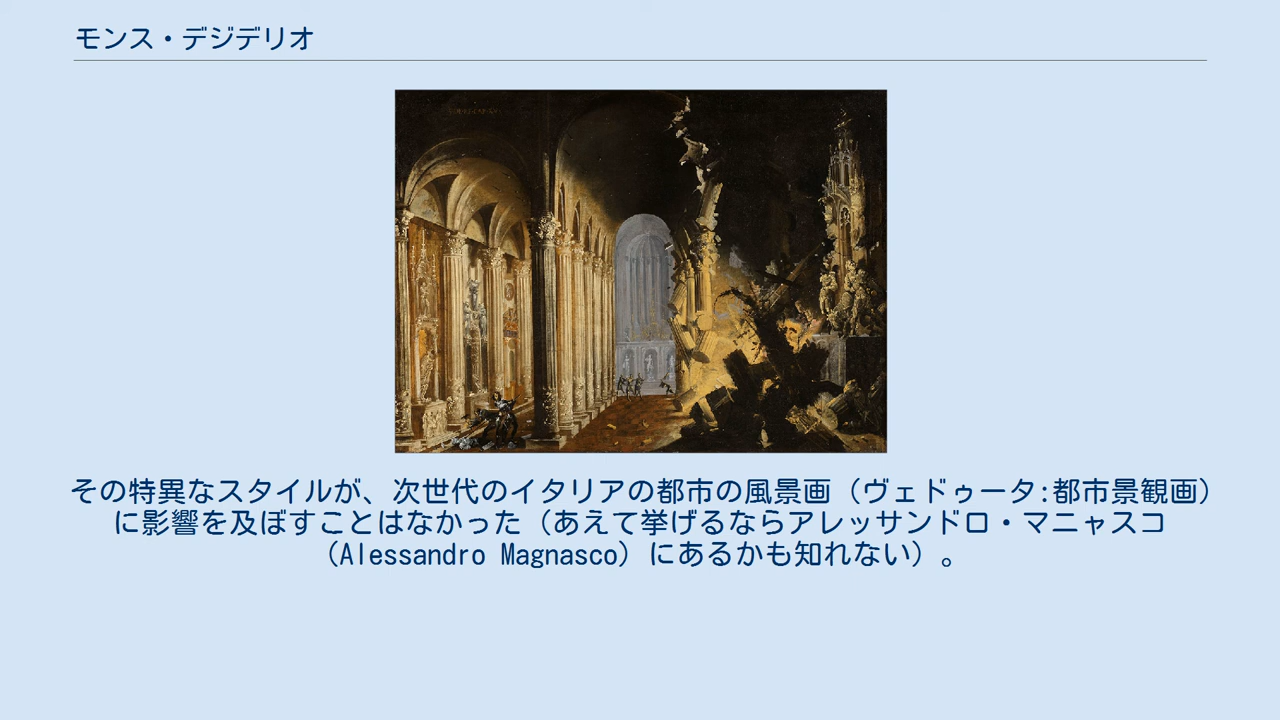 モンス・デジデリオ
その特異なスタイルが、次世代のイタリアの都市の風景画（ヴェドゥータ:都市景観画）
に影響を及ぼすことはなかった（あえて挙げるならアレッサンドロ・マニャスコ
（Alessandro Magnasco）にあるかも知れない）。